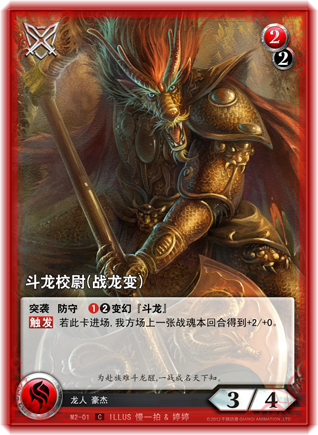 2
2
斗龙校尉(战龙变)
突袭 防守 1 2 变幻『斗龙』
触发 若此卡进场,我方场上一张战魂本回合得到+2/+0。
为赴族难斗龙醒,一战成名天下知。
龙人 豪杰
3 / 4
M2-01 C ILLUS 慢一拍 & 婷婷